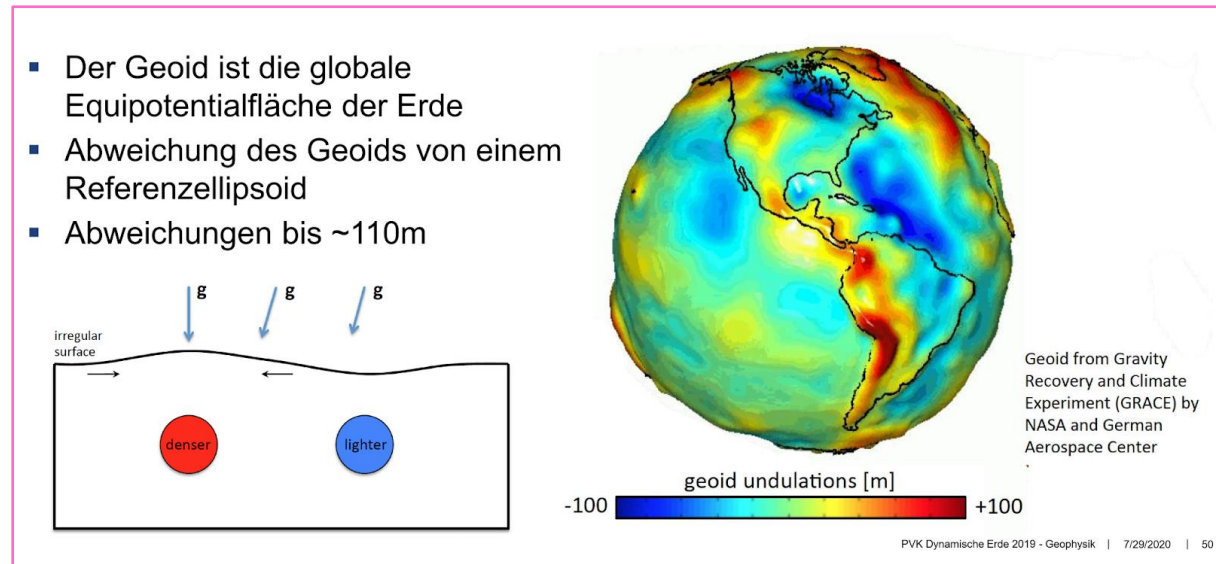 ▪ Der Geoid ist die globale
Equipotentialfläche der Erde
▪ Abweichung des Geoids von einem
Referenzellipsoid
▪ Abweichungen bis ~110m
g
g
g
irregular
surface
denser
lighter
Geoid from Gravity
Recovery and Climate
Experiment (GRACE) by
NASA and German
Aerospace Center
geoid undulations [m]
-100
+100
PVK Dynamische Erde 2019 - Geophysik | 7/29/2020 | 50